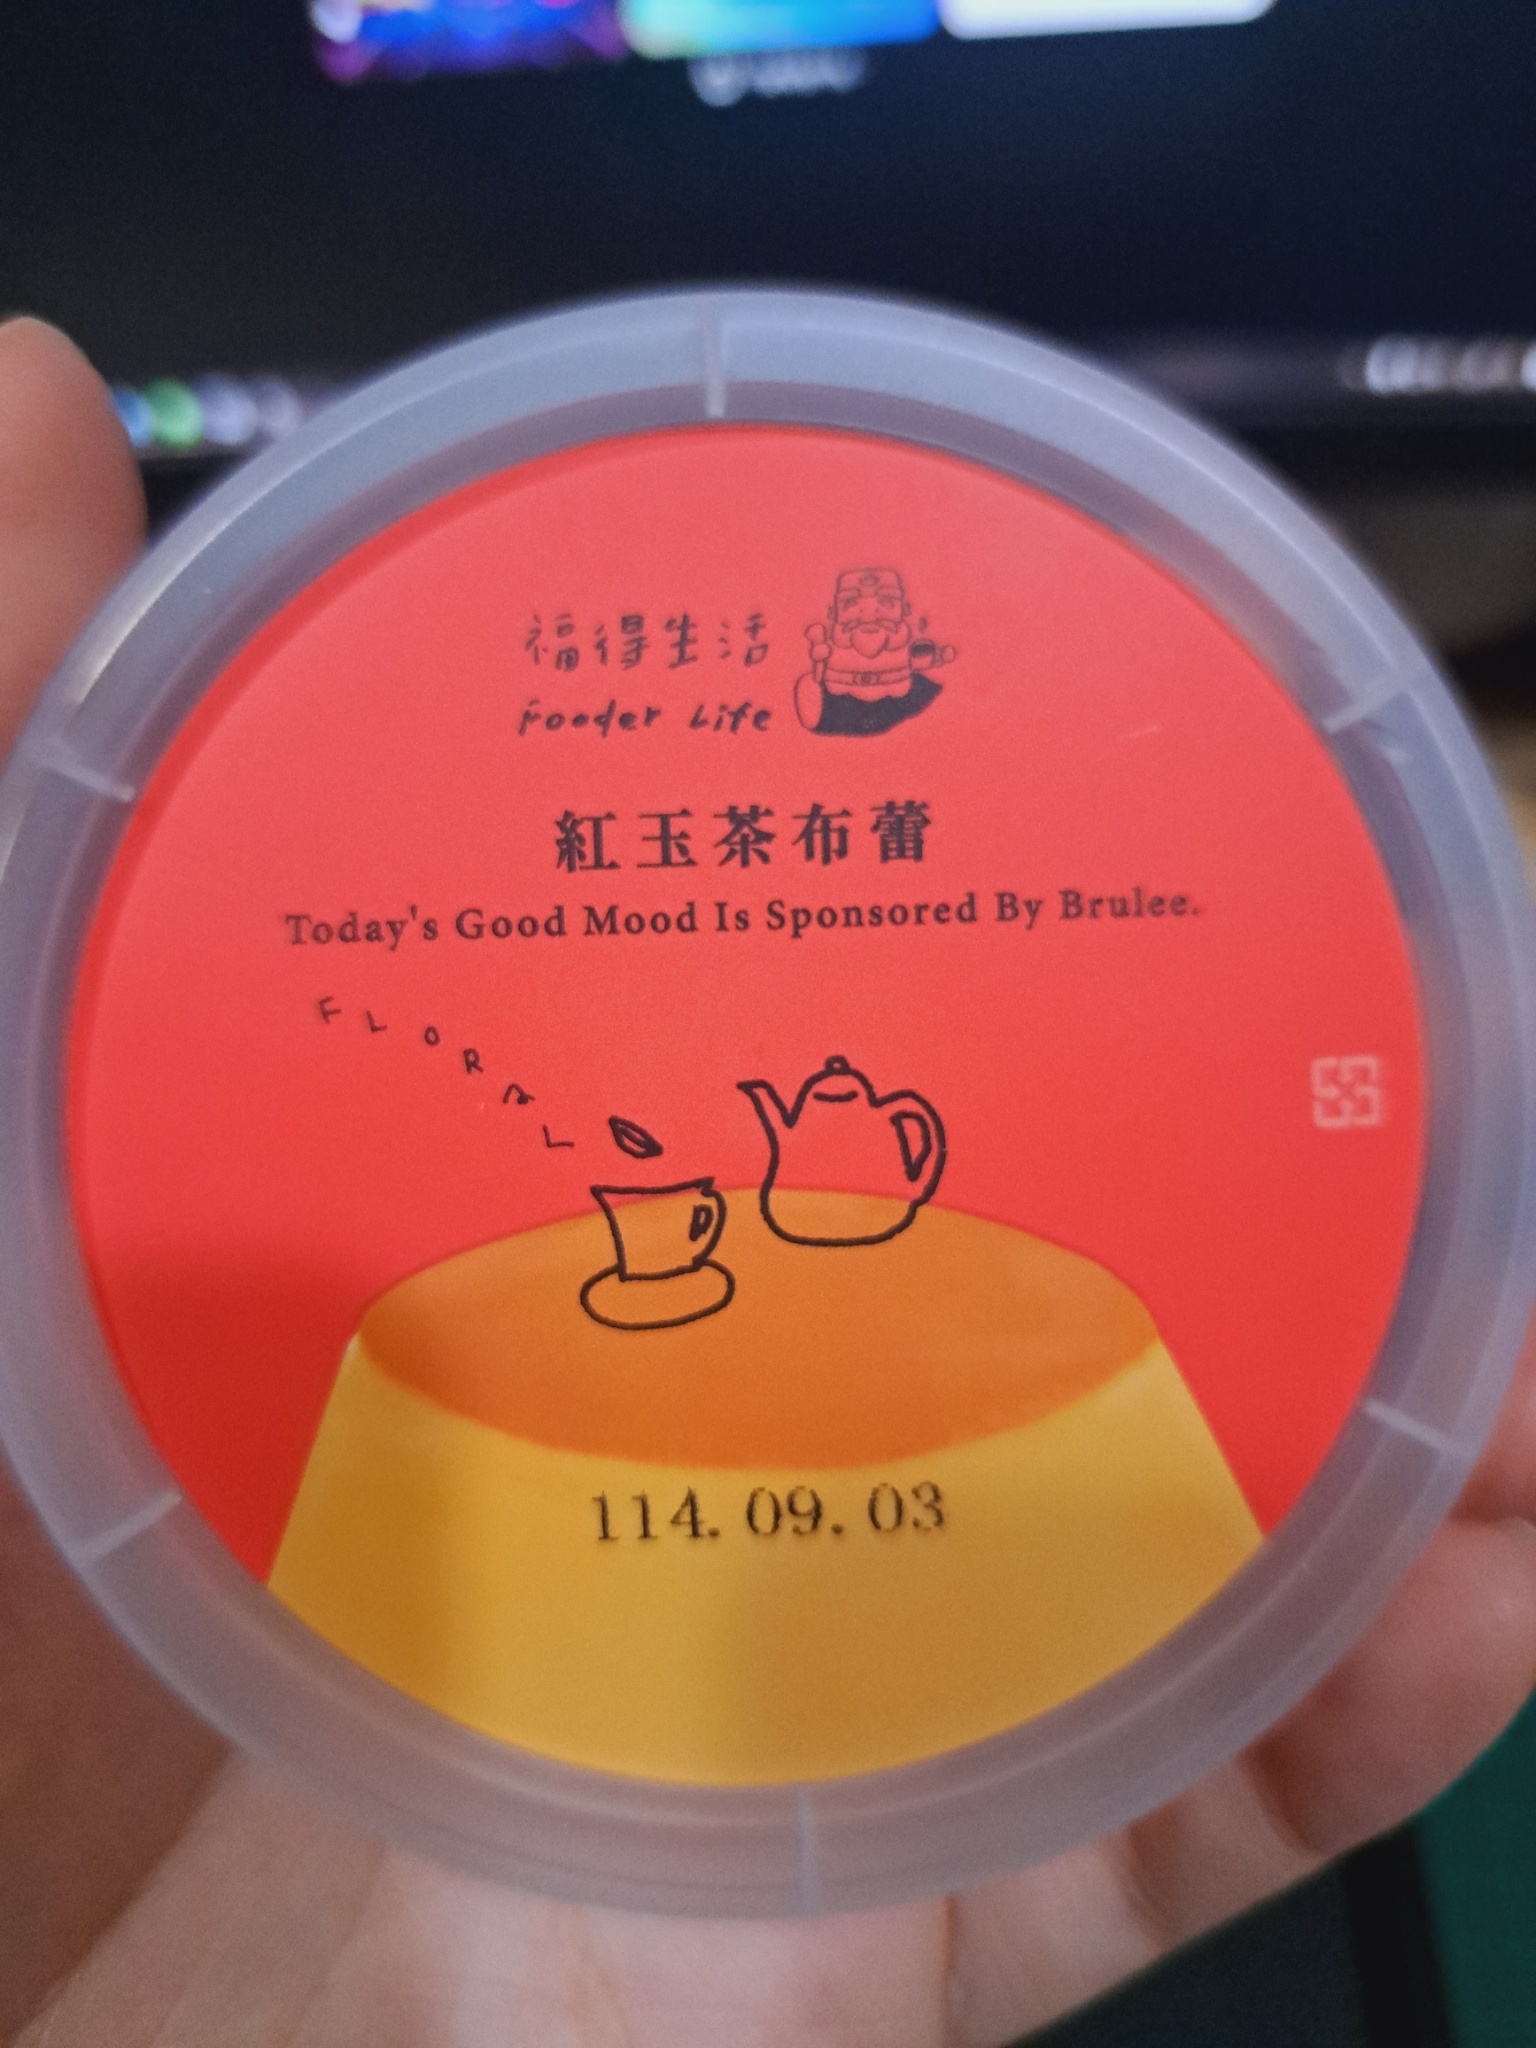 福得生活
Fooder Life
紅玉茶布蕾
Today's Good Mood Is Sponsored By Brulee.
FLORAL
114. 09. 03